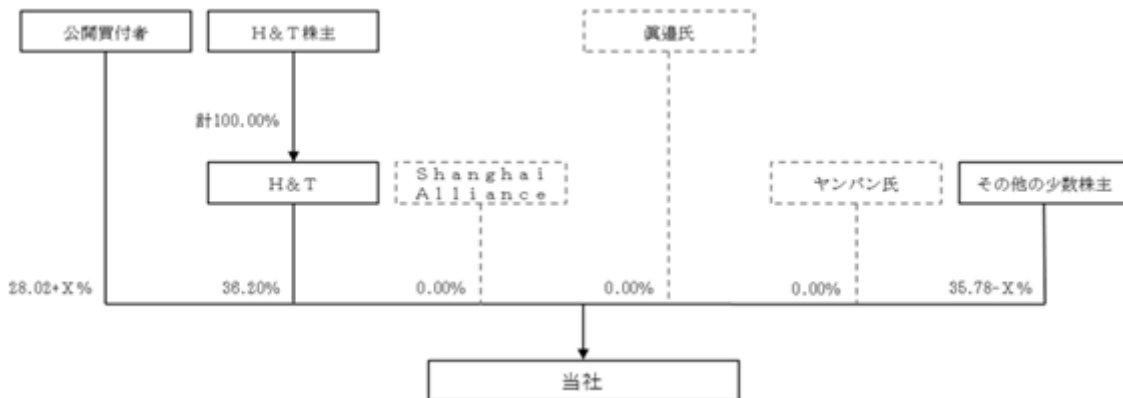 公開買付者
H&T株主
眞邉氏
計100.00%
H&T
Shanghai
Alliance
ヤンパン氏
その他の少数株主
28.02+X%
36.20%
0.00%
0.00%
0.00%
35.78-X%
当社